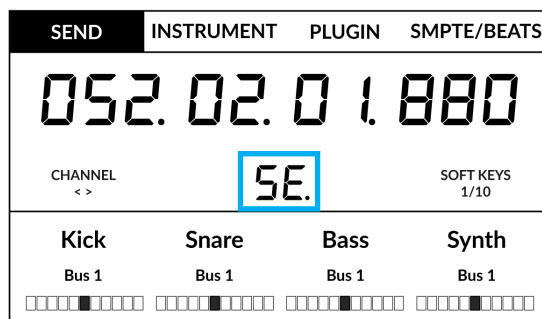 SEND INSTRUMENT PLUGIN SMPTE/BEATS
052. 02. 01. 880
CHANNEL SE. SOFT KEYS
< > 1/10
Kick Snare Bass Synth
Bus 1 Bus 1 Bus 1 Bus 1